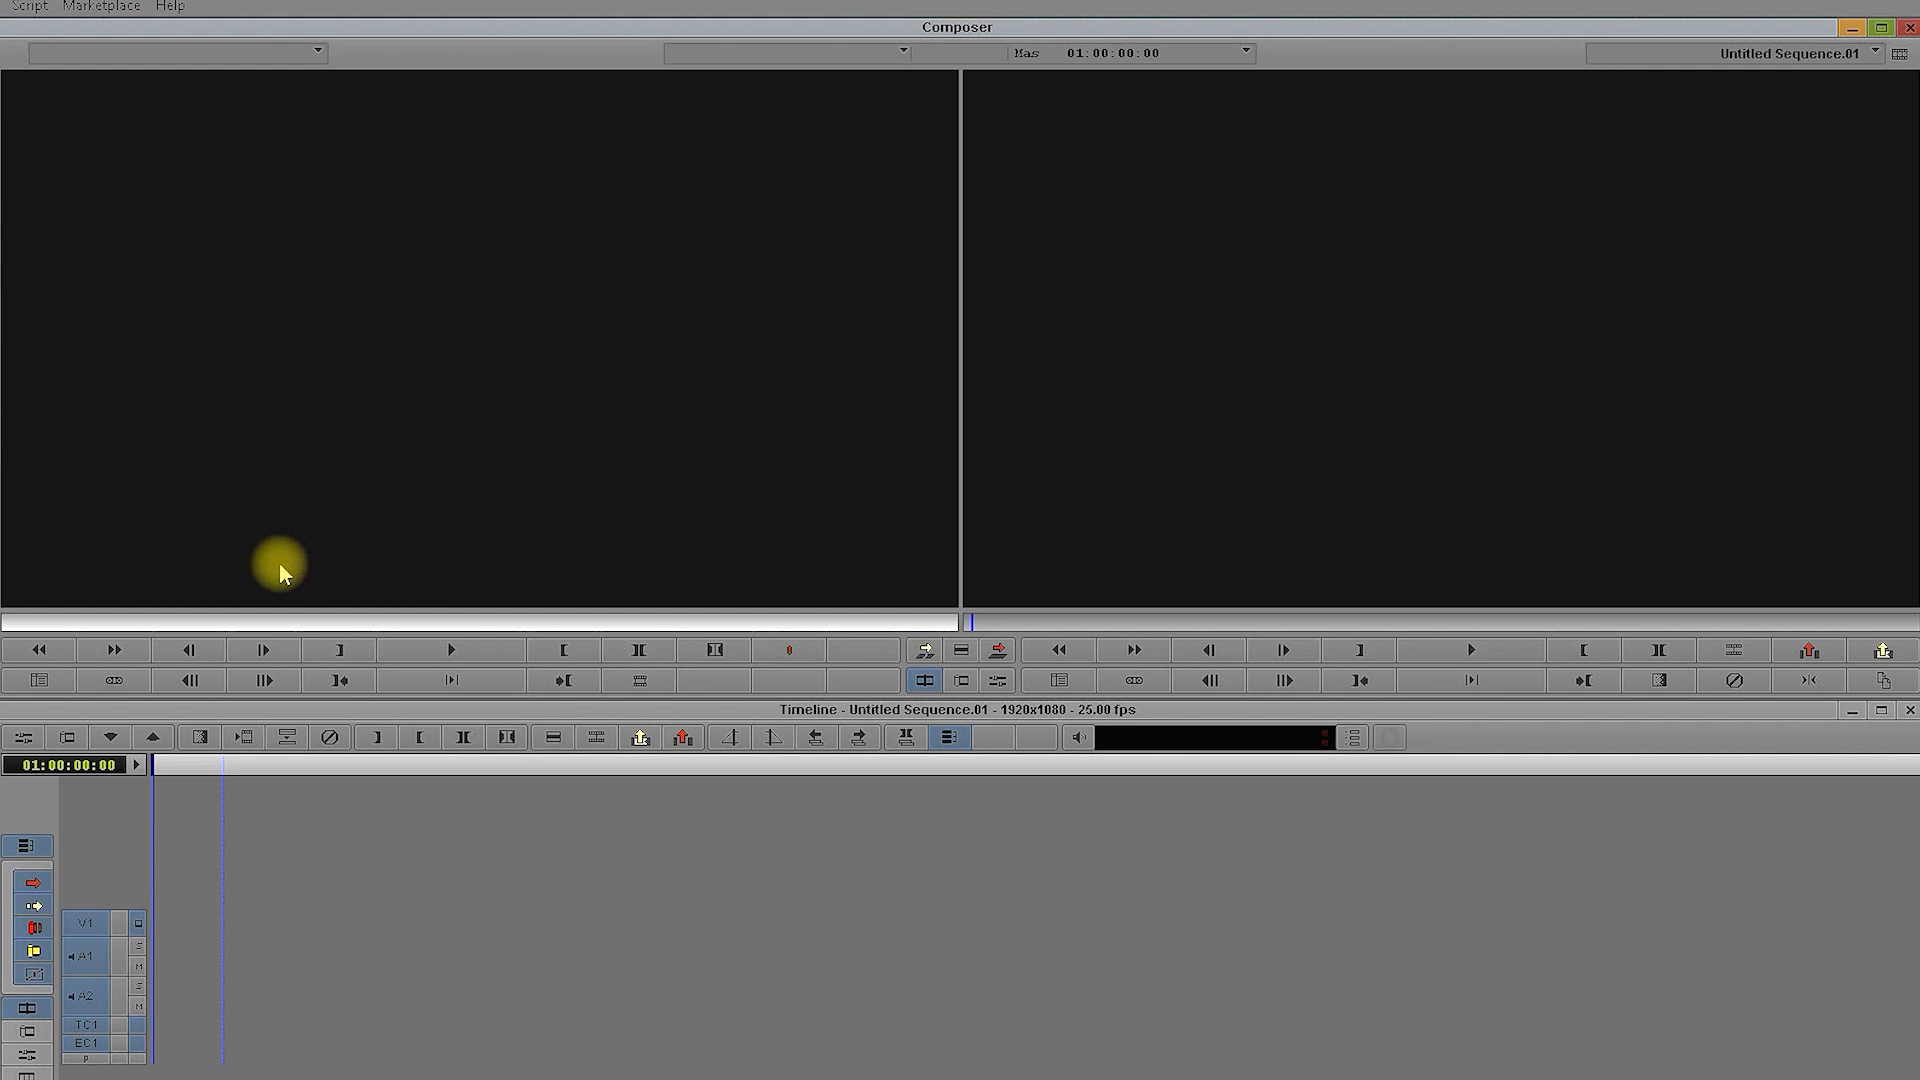 Script Marketplace Help
Composer
Mas 01:00:00:00
Untitled Sequence.01
Timeline - Untitled Sequence.01 - 1920x1080 - 25.00 fps
01:00:00:00
V1
A1 S
M
A2 S
M
TC1
EC1
P